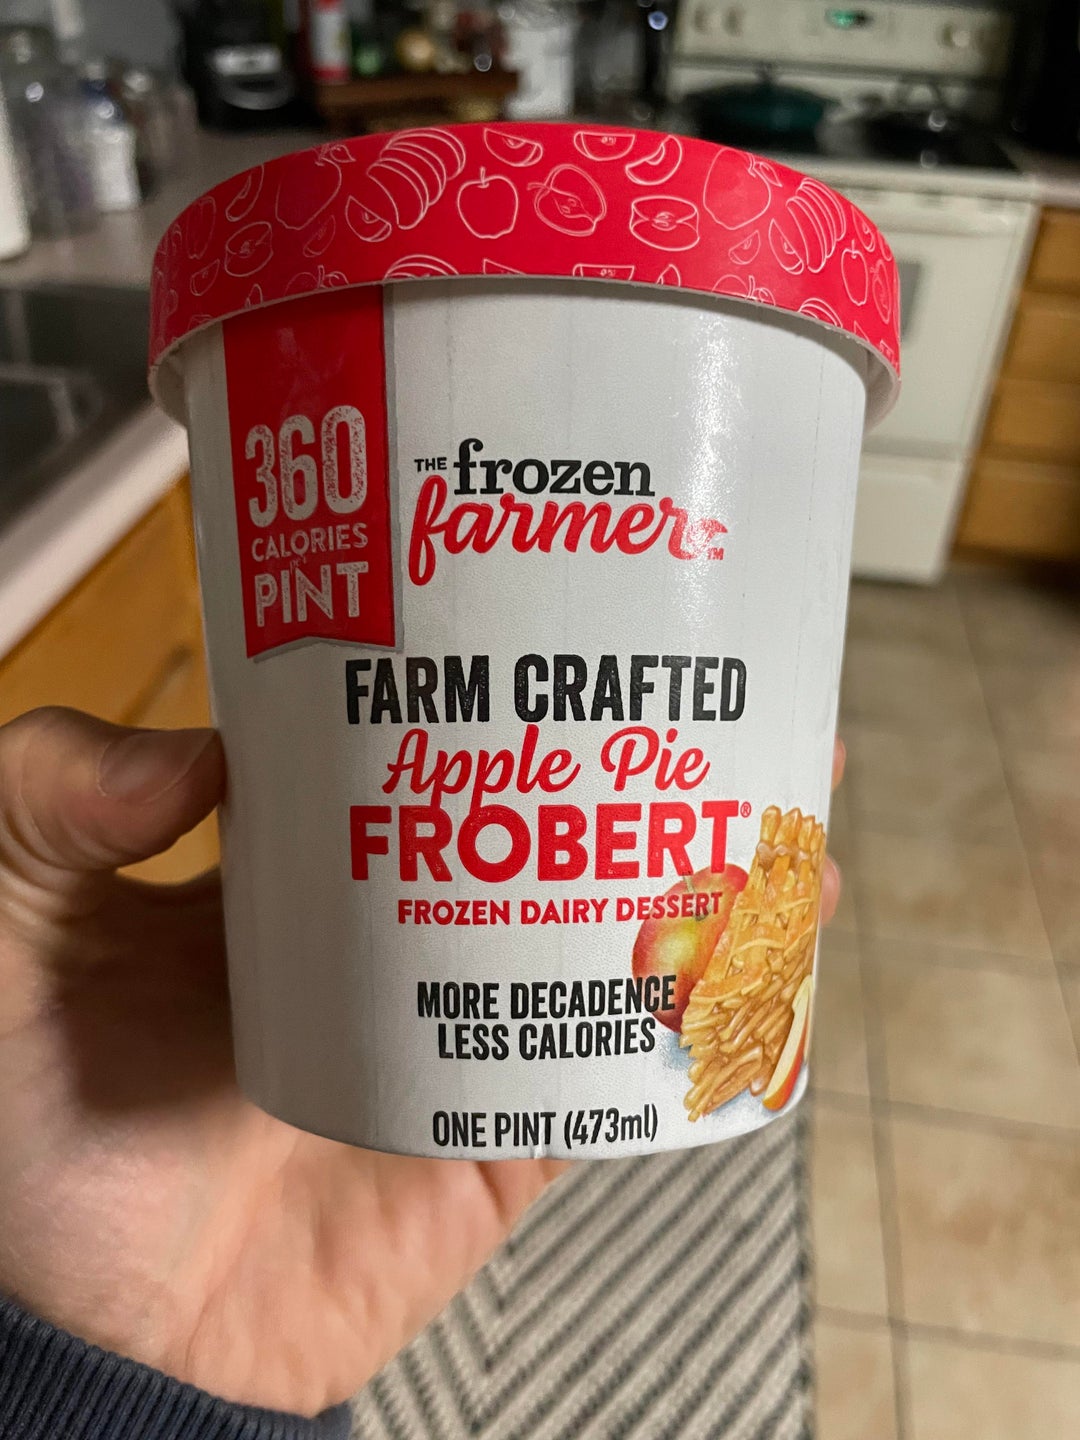 360
CALORIES
PINT
THE frozen
farmer™
FARM CRAFTED
Apple Pie
FROBERT®
FROZEN DAIRY DESSERT
MORE DECADENCE
LESS CALORIES
ONE PINT (473ml)